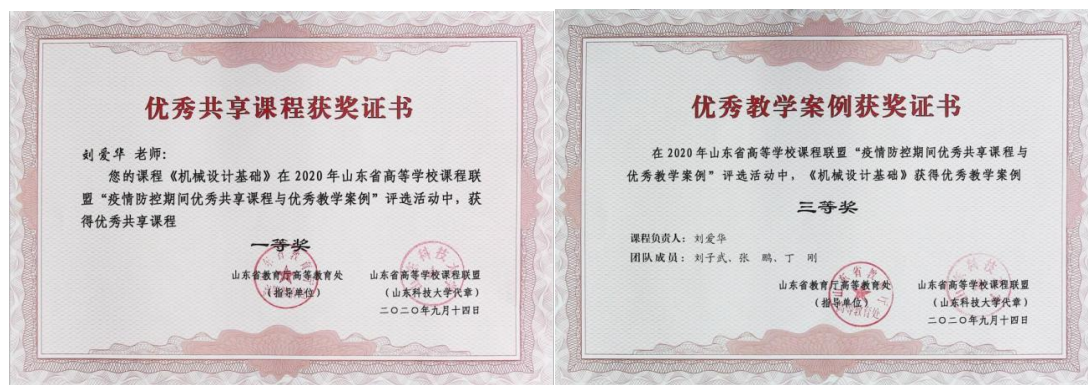 优秀共享课程获奖证书
刘爱华 老师：
您的课程《机械设计基础》在2020年山东省高等学校课程联
盟“疫情防控期间优秀共享课程与优秀教学案例”评选活动中，获
得优秀共享课程
一等奖
山东省教育厅高等教育处
（指导单位）
山东省高等学校课程联盟
（山东科技大学代章）
二〇二〇年九月十四日
优秀教学案例获奖证书
在2020年山东省高等学校课程联盟“疫情防控期间优秀共享课程与
优秀教学案例”评选活动中，《机械设计基础》获得优秀教学案例
三等奖
课程负责人：刘爱华
团队成员：刘子武、张 鹏、丁 刚
山东省教育厅高等教育处
（指导单位）
山东省高等学校课程联盟
（山东科技大学代章）
二〇二〇年九月十四日